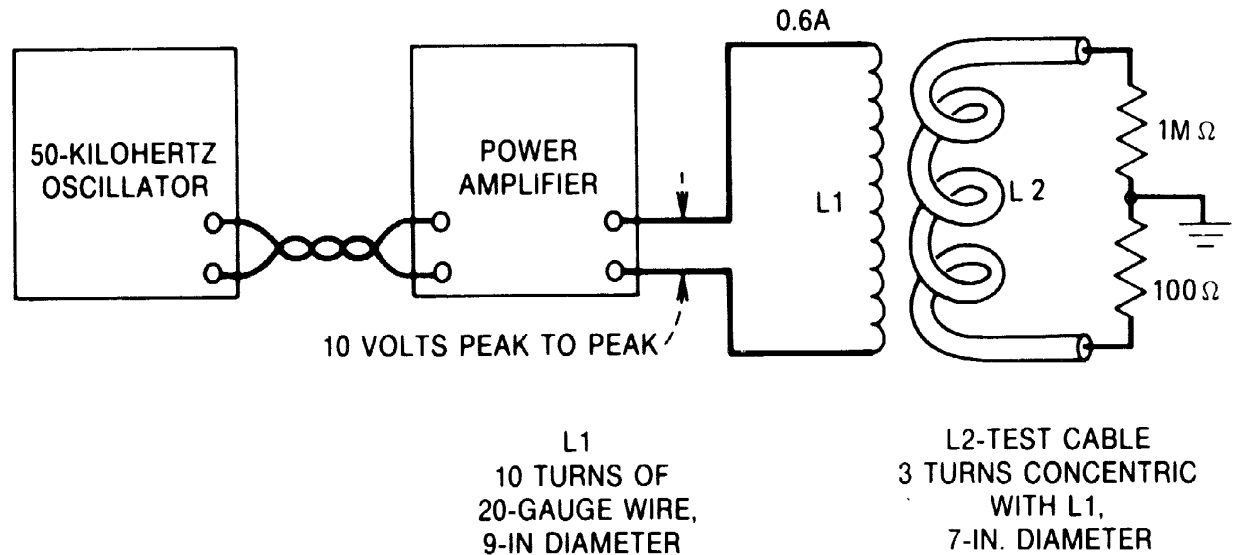 0.6A
50-KILOHERTZ
OSCILLATOR
POWER
AMPLIFIER
L1
L2
1M Ω
100 Ω
10 VOLTS PEAK TO PEAK
L1
10 TURNS OF
20-GAUGE WIRE,
9-IN DIAMETER
L2-TEST CABLE
3 TURNS CONCENTRIC
WITH L1,
7-IN. DIAMETER